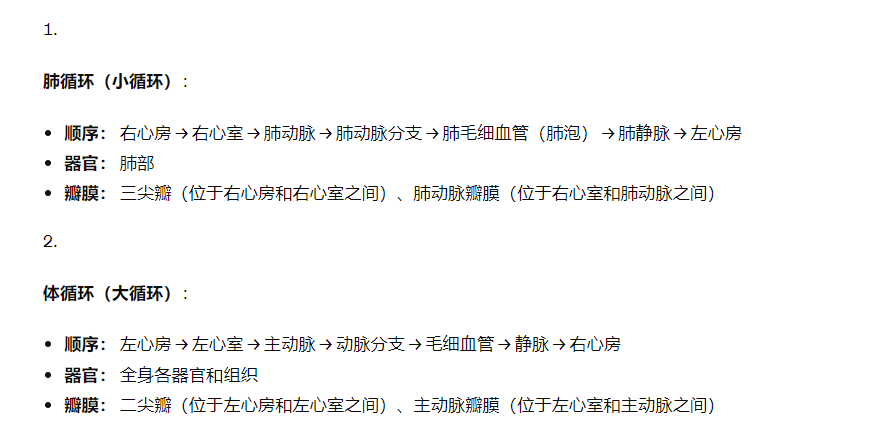 1.
肺循环（小循环）：
• 顺序： 右心房→右心室→肺动脉→肺动脉分支→肺毛细血管（肺泡）→肺静脉→左心房
• 器官： 肺部
• 瓣膜： 三尖瓣（位于右心房和右心室之间）、肺动脉瓣膜（位于右心室和肺动脉之间）
2.
体循环（大循环）：
• 顺序： 左心房→左心室→主动脉→动脉分支→毛细血管→静脉→右心房
• 器官： 全身各器官和组织
• 瓣膜： 二尖瓣（位于左心房和左心室之间）、主动脉瓣膜（位于左心室和主动脉之间）